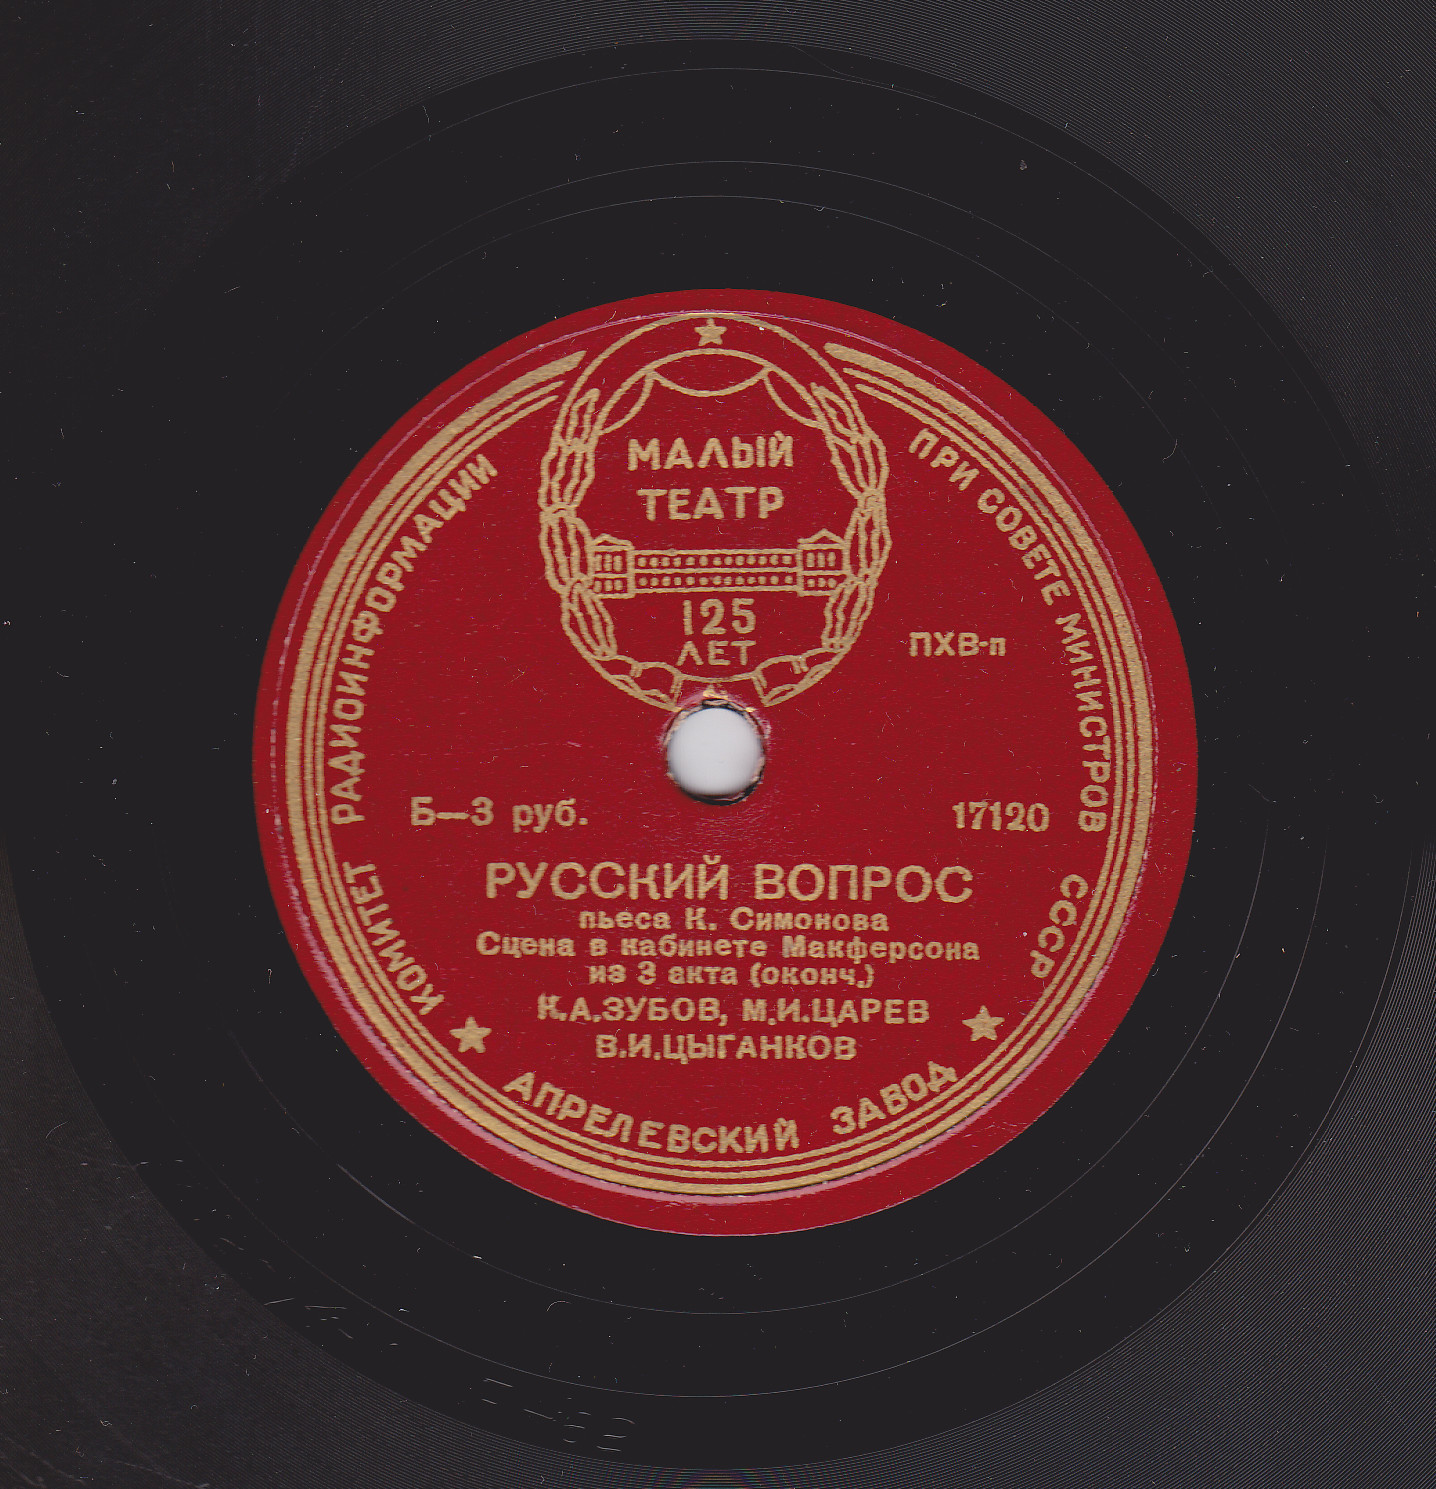 МАЛЫЙ
ТЕАТР
125
ЛЕТ
КОМИТЕТ РАДИОИНФОРМАЦИИ
ПРИ СОВЕТЕ МИНИСТРОВ СССР
ПХВ-п
Б—3 руб.
17120
РУССКИЙ ВОПРОС
пьеса К. Симонова
Сцена в кабинете Макферсона
из 3 акта (оконч.)
К.А.ЗУБОВ, М.И.ЦАРЕВ
В.И.ЦЫГАНКОВ
АПРЕЛЕВСКИЙ ЗАВОД